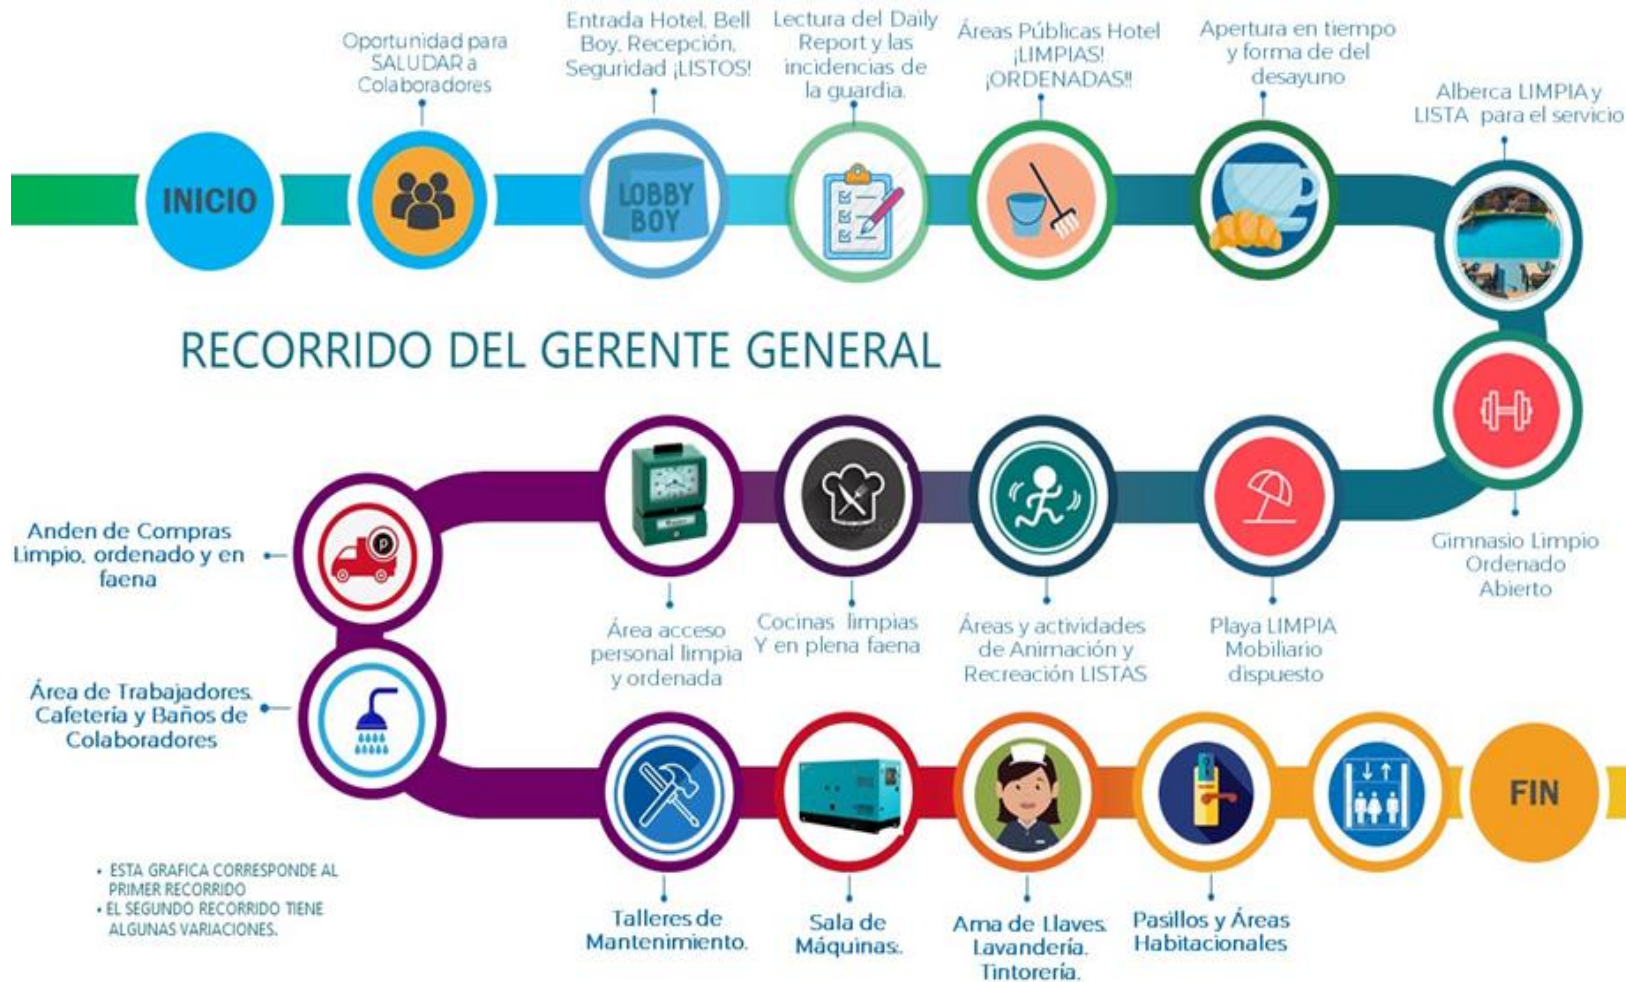 Oportunidad para
SALUDAR a
Colaboradores
Entrada Hotel, Bell
Boy, Recepción,
Seguridad ¡LISTOS!
Lectura del Daily
Report y las
incidencias de
la guardia.
Áreas Públicas Hotel
¡LIMPIAS!
¡ORDENADAS!!
Apertura en tiempo
y forma de del
desayuno
Alberca LIMPIA y
LISTA para el servicio
INICIO
LOBBY
BOY
RECORRIDO DEL GERENTE GENERAL
Gimnasio Limpio
Ordenado
Abierto
Playa LIMPIA
Mobiliario
dispuesto
Áreas y actividades
de Animación y
Recreación LISTAS
Cocinas limpias
Y en plena faena
Área acceso
personal limpia
y ordenada
Anden de Compras
Limpio, ordenado y en
faena
P
Área de Trabajadores.
Cafetería y Baños de
Colaboradores
Talleres de
Mantenimiento.
Sala de
Máquinas:.
Ama de Llaves.
Lavandería.
Tintorería.
Pasillos y Áreas
Habitacionales
FIN
• ESTA GRAFICA CORRESPONDE AL
PRIMER RECORRIDO
• EL SEGUNDO RECORRIDO TIENE
ALGUNAS VARIACIONES.